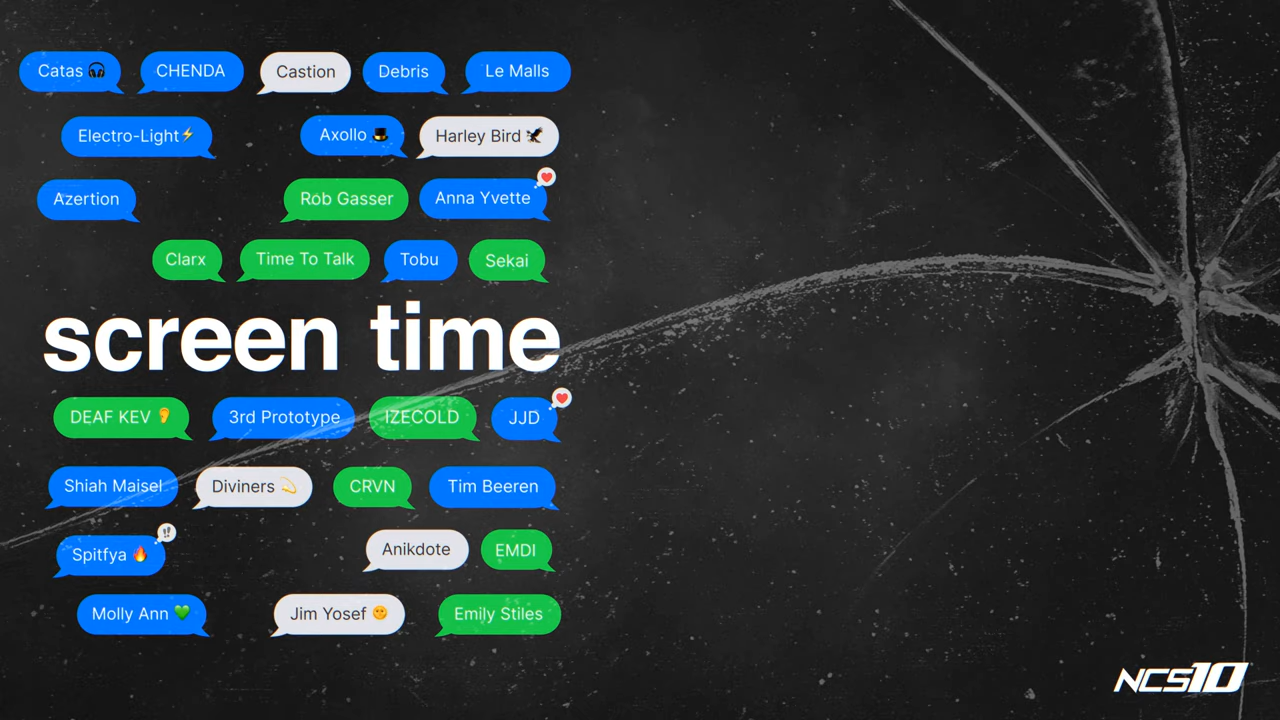 Catas 🎧 CHENDA Castion Debris Le Malls
Electro-Light⚡ Axollo 🎩 Harley Bird 🐦‍⬛
Azertion Rob Gasser Anna Yvette
Clarx Time To Talk Tobu Sekai
screen time
DEAF KEV 👂 3rd Prototype IZECOLD JJD
Shiah Maisel Diviners 💫 CRVN Tim Beeren
Spitfya 🔥 Anikdote EMDI
Molly Ann 💚 Jim Yosef 🙂 Emily Stiles
NCS10